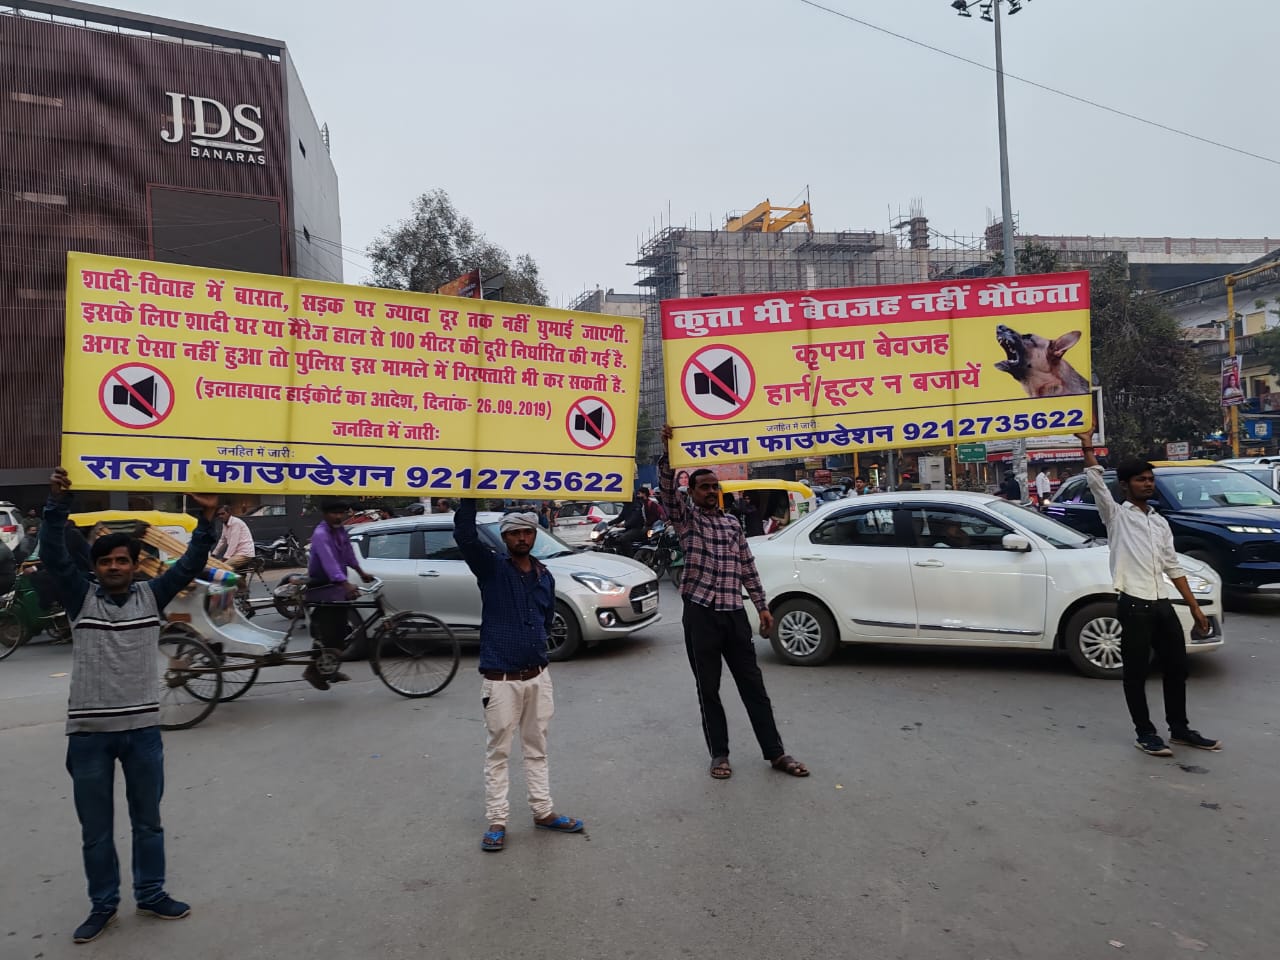 JDS
BANARAS
शादी-विवाह में बारात, सड़क पर ज्यादा दूर तक नहीं घुमाई जाएगी.
इसके लिए शादी घर या मैरेज हाल से 100 मीटर की दूरी निर्धारित की गई है.
अगर ऐसा नहीं हुआ तो पुलिस इस मामले में गिरफ्तारी भी कर सकती है.
(इलाहाबाद हाईकोर्ट का आदेश, दिनांक- 26.09.2019)
जनहित में जारीः
जनहित में जारीः
सत्या फाउण्डेशन 9212735622
कुत्ता भी बेवजह नहीं भौंकता
कृपया बेवजह
हार्न/हूटर न बजायें
जनहित में जारीः
सत्या फाउण्डेशन 9212735622